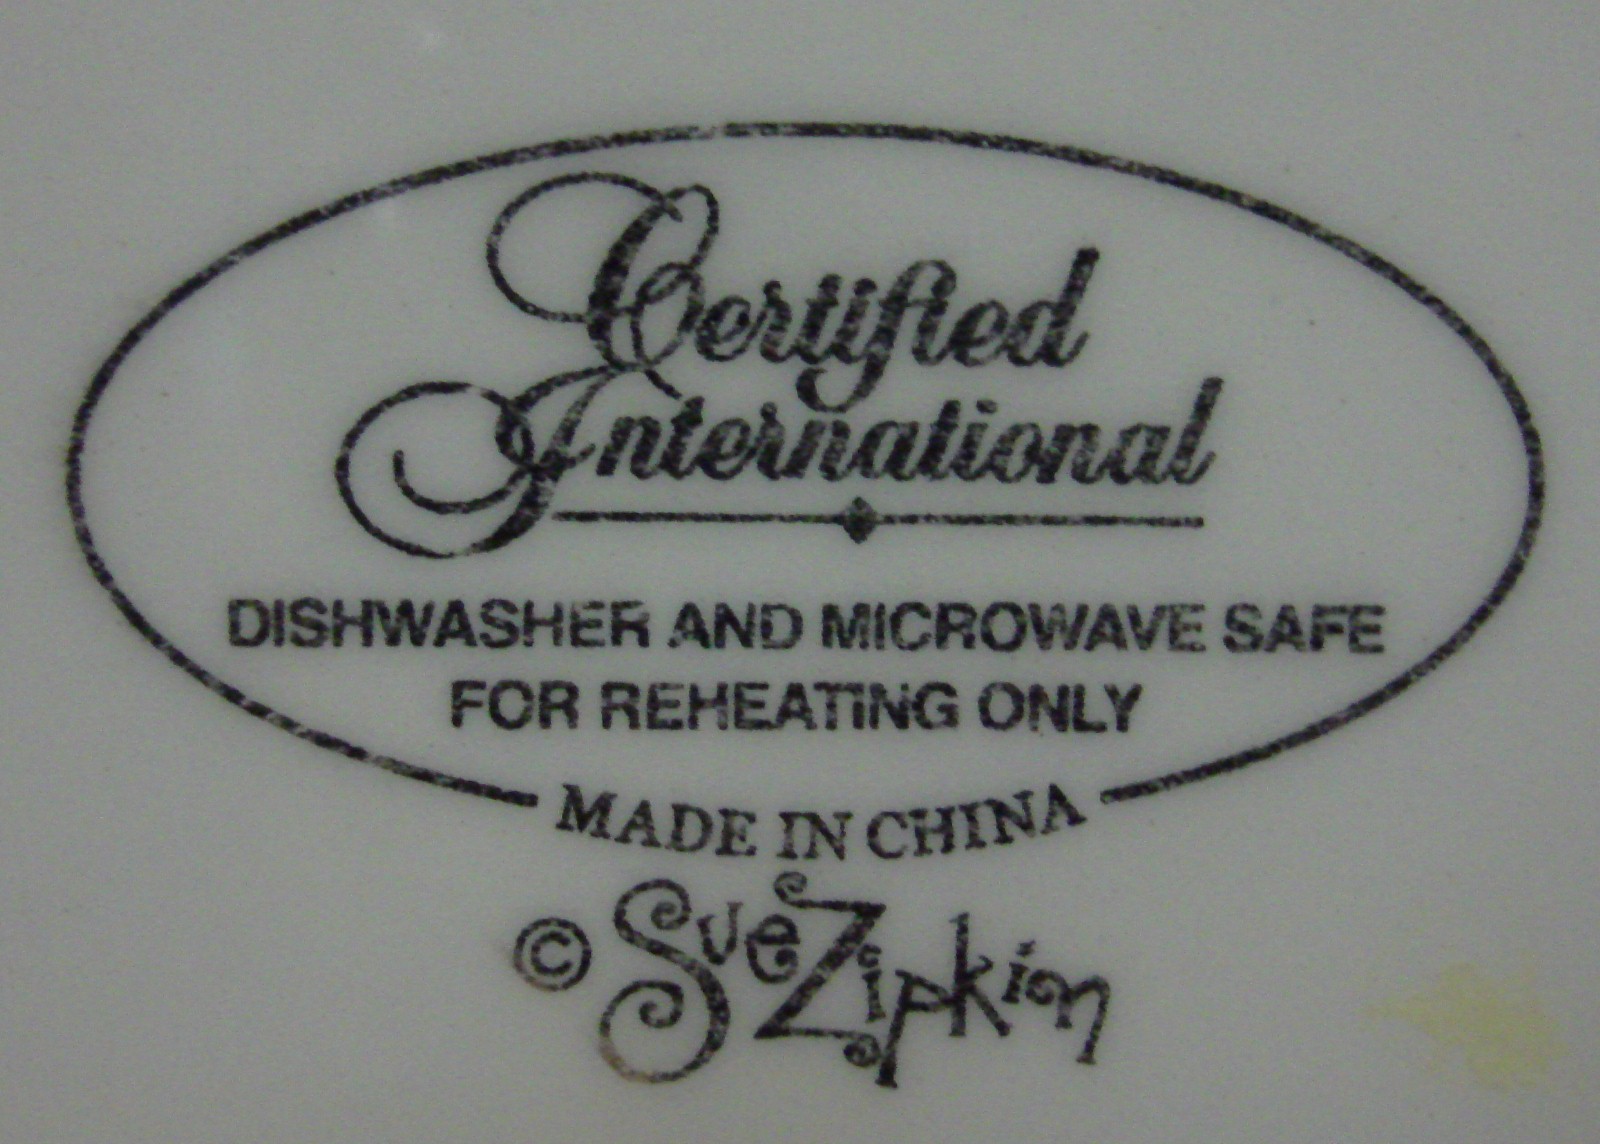 Certified
International
DISHWASHER AND MICROWAVE SAFE
FOR REHEATING ONLY
MADE IN CHINA
© Sue Zipkin